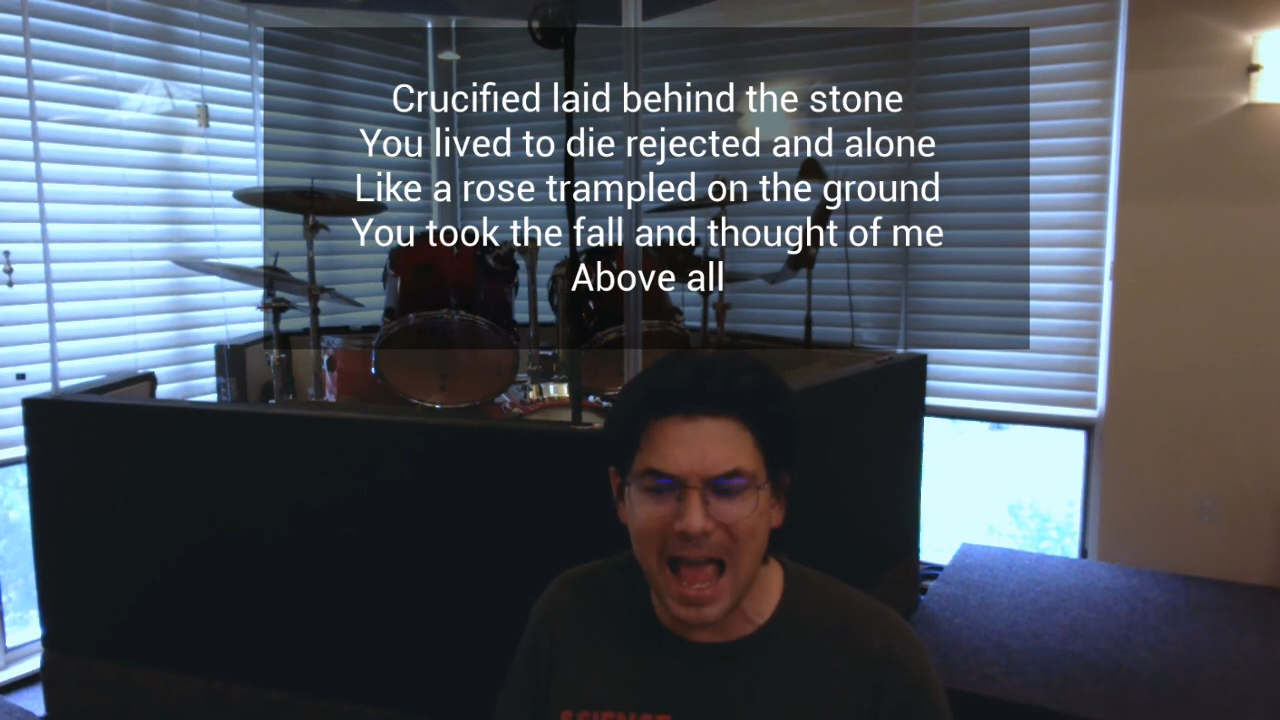 Crucified laid behind the stone
You lived to die rejected and alone
Like a rose trampled on the ground
You took the fall and thought of me
Above all